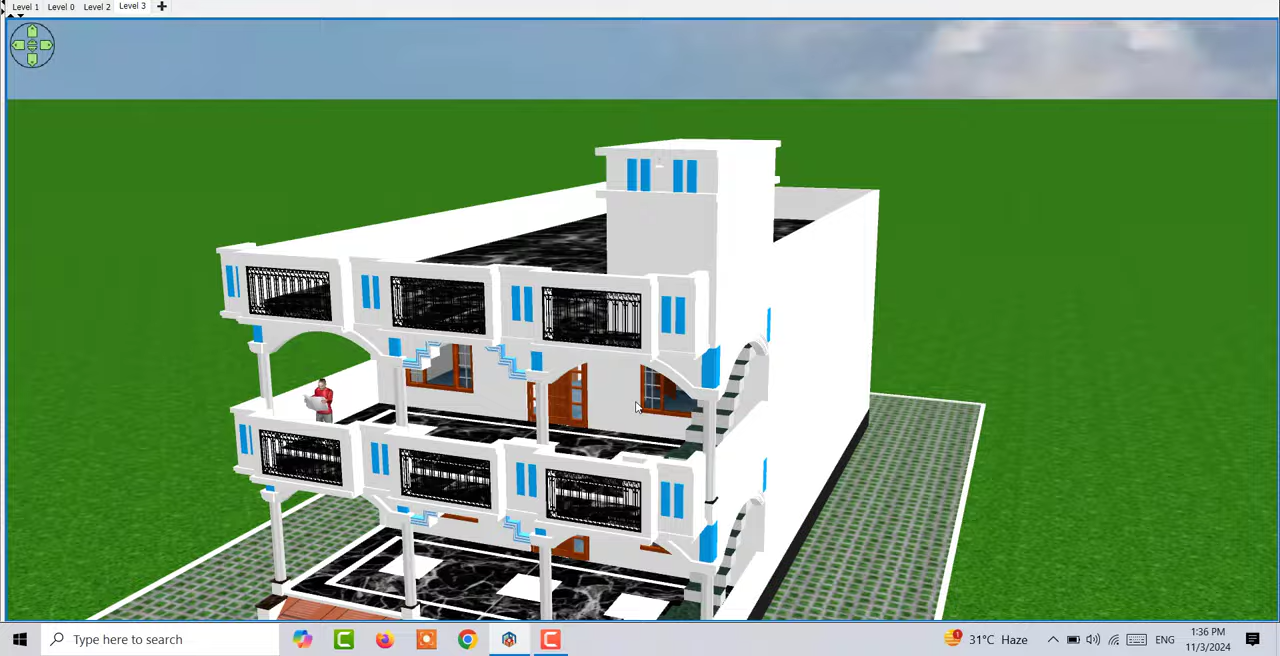 Level 1 Level 0 Level 2 Level 3
Type here to search
31°C Haze
ENG
1:36 PM
11/3/2024
1